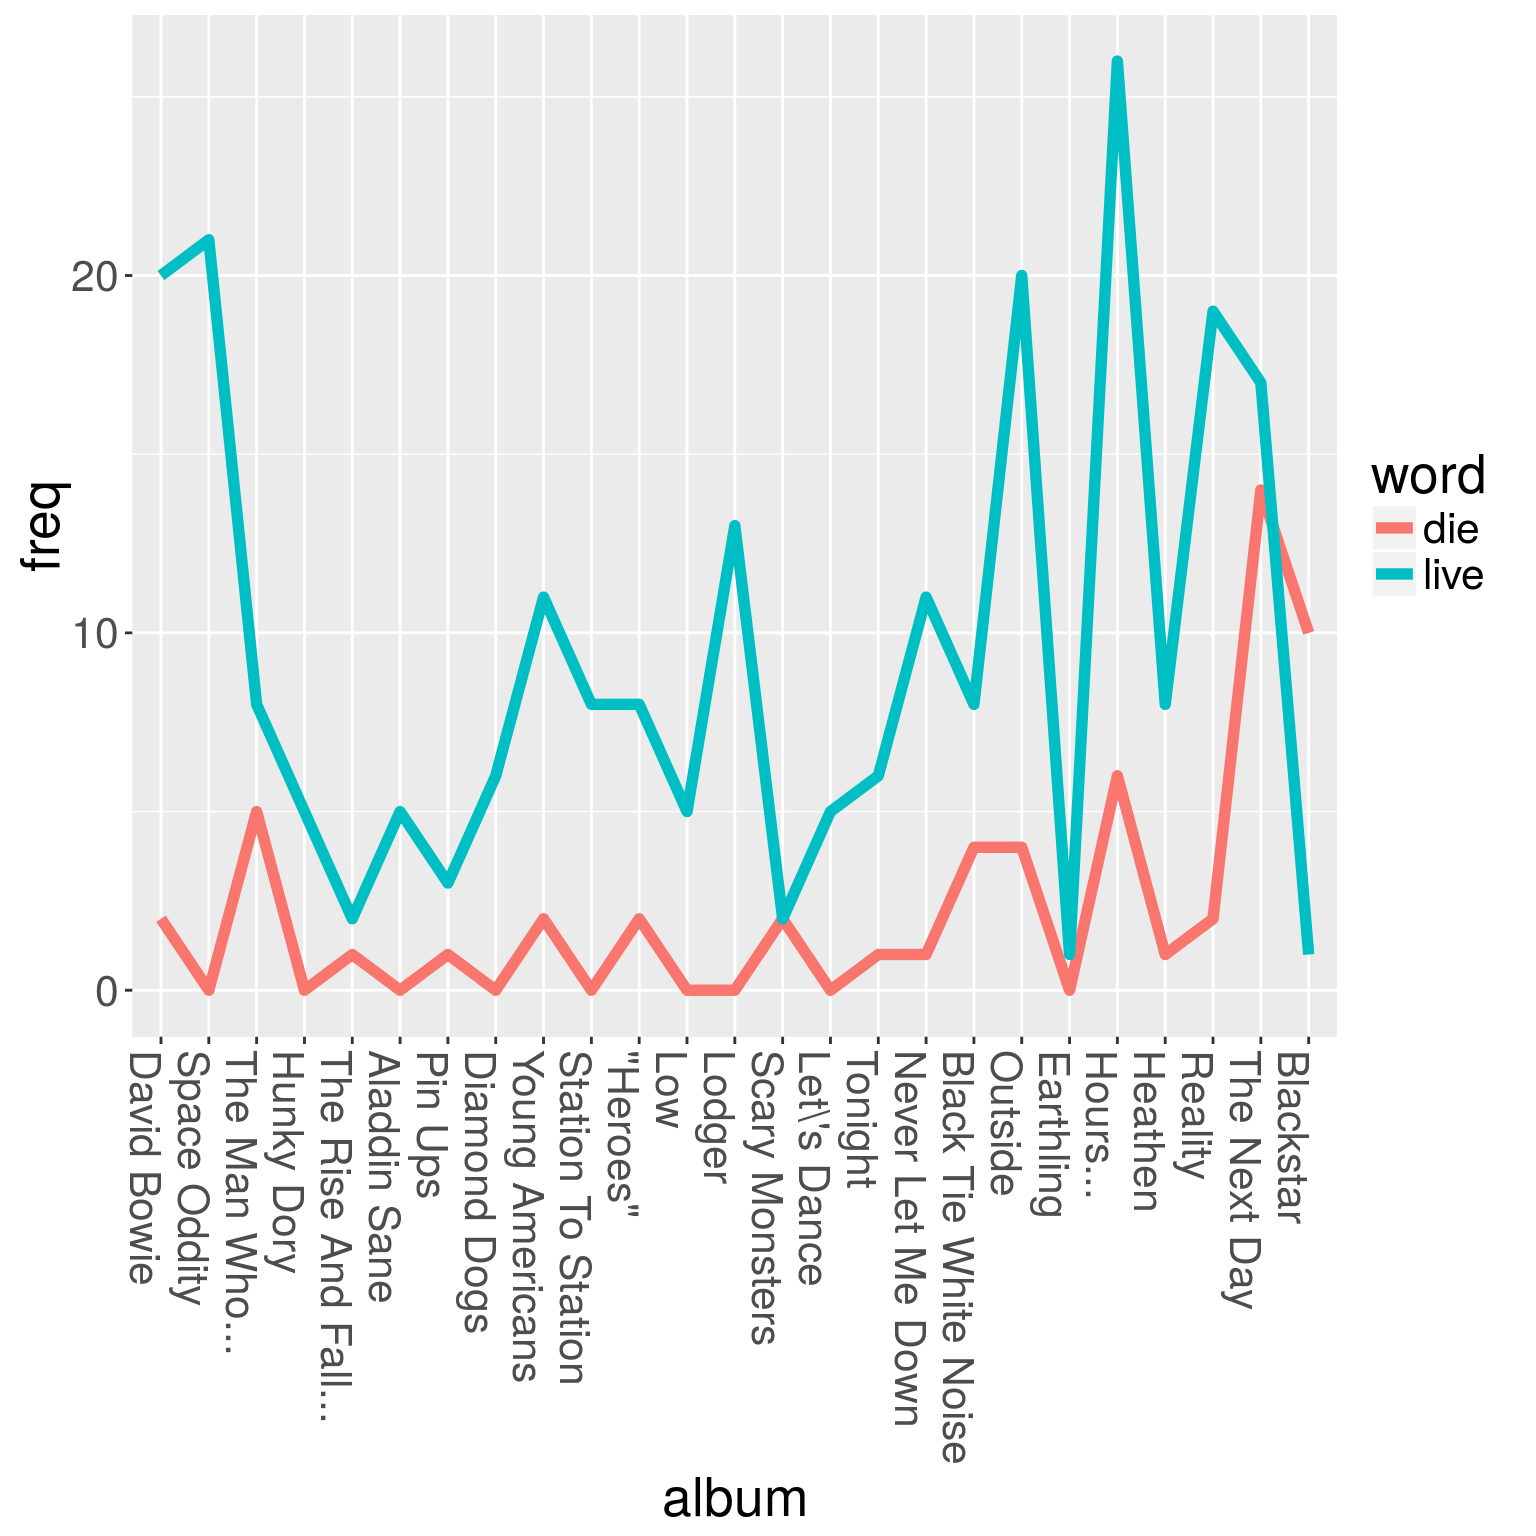 freq
20
10
0
David Bowie
Space Oddity
The Man Who...
Hunky Dory
The Rise And Fall...
Aladdin Sane
Pin Ups
Diamond Dogs
Young Americans
Station To Station
"Heroes"
Low
Lodger
Scary Monsters
Let\'s Dance
Tonight
Never Let Me Down
Black Tie White Noise
Outside
Earthling
Hours...
Heathen
Reality
The Next Day
Blackstar
album
word
die
live